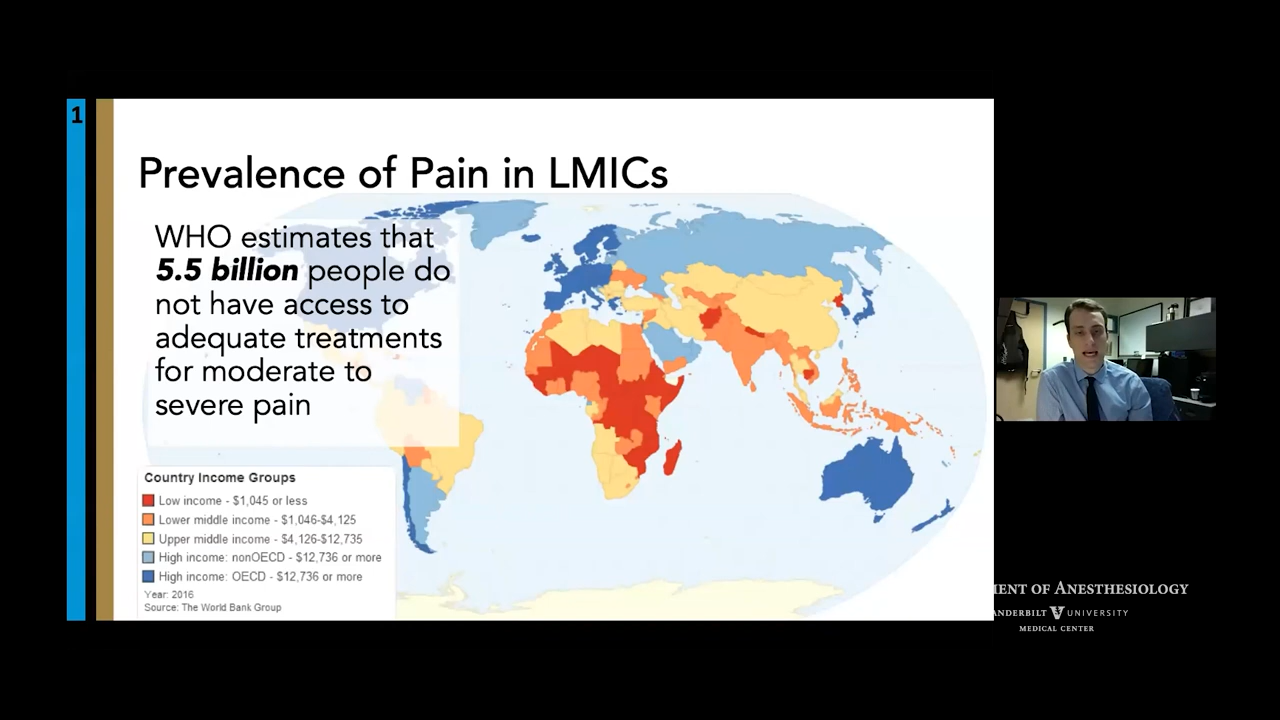 1
Prevalence of Pain in LMICs
WHO estimates that
5.5 billion people do
not have access to
adequate treatments
for moderate to
severe pain
Country Income Groups
Low income - $1,045 or less
Lower middle income - $1,046-$4,125
Upper middle income - $4,126-$12,735
High income: nonOECD - $12,736 or more
High income: OECD - $12,736 or more
Year: 2016
Source: The World Bank Group
MENT OF ANESTHESIOLOGY
ANDERBILT V UNIVERSITY
MEDICAL CENTER